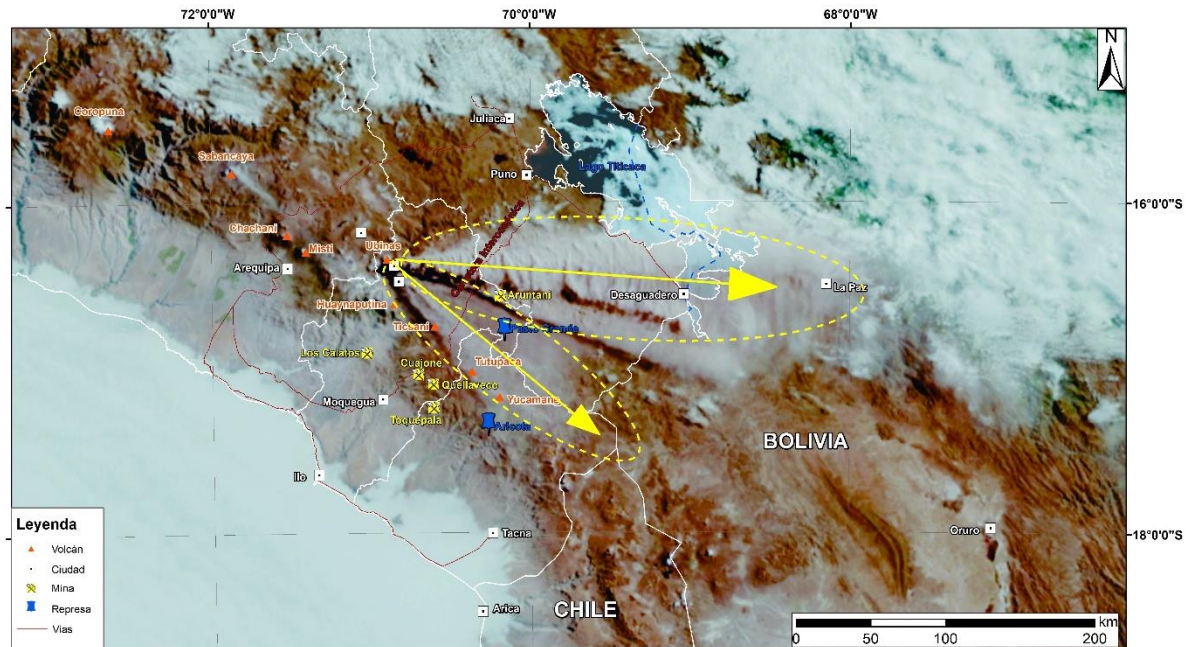 72°0'0"W
70°0'0"W
68°0'0"W
N
Coropuna
Juliaca
Sabancaya
Puno
Lago Titicaca
16°0'0"S
Chachani
Misti
Ubinas
Arequipa
La Paz
Aruntani
Desaguadero
Huaynaputina
Ticsani
Los Calatos
Cuajone
Tutupaca
Quellaveco
Moquegua
Yucamane
Toquepala
Aricota
BOLIVIA
Ilo
Leyenda
Volcán
Ciudad
Mina
Represa
Vias
Tacna
Oruro
18°0'0"S
Arica
CHILE
km
0 50 100 200